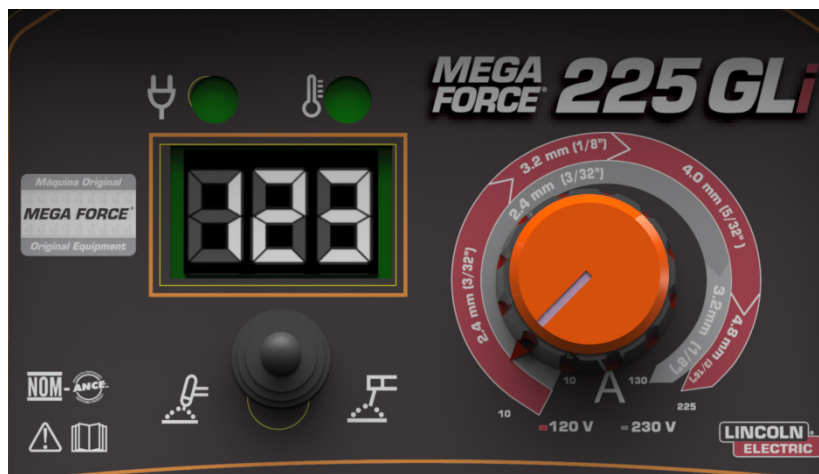 MEGA
FORCE® 225 GLi
Máquina Original
MEGA FORCE®
Original Equipment
123
2.4 mm (3/32")
3.2 mm (1/8")
4.0 mm (5/32")
4.8 mm (3/16")
2.4 mm (3/32")
3.2mm (1/8")
10
10
A
130
225
120 V
230 V
NOM-ANCE
LINCOLN®
ELECTRIC